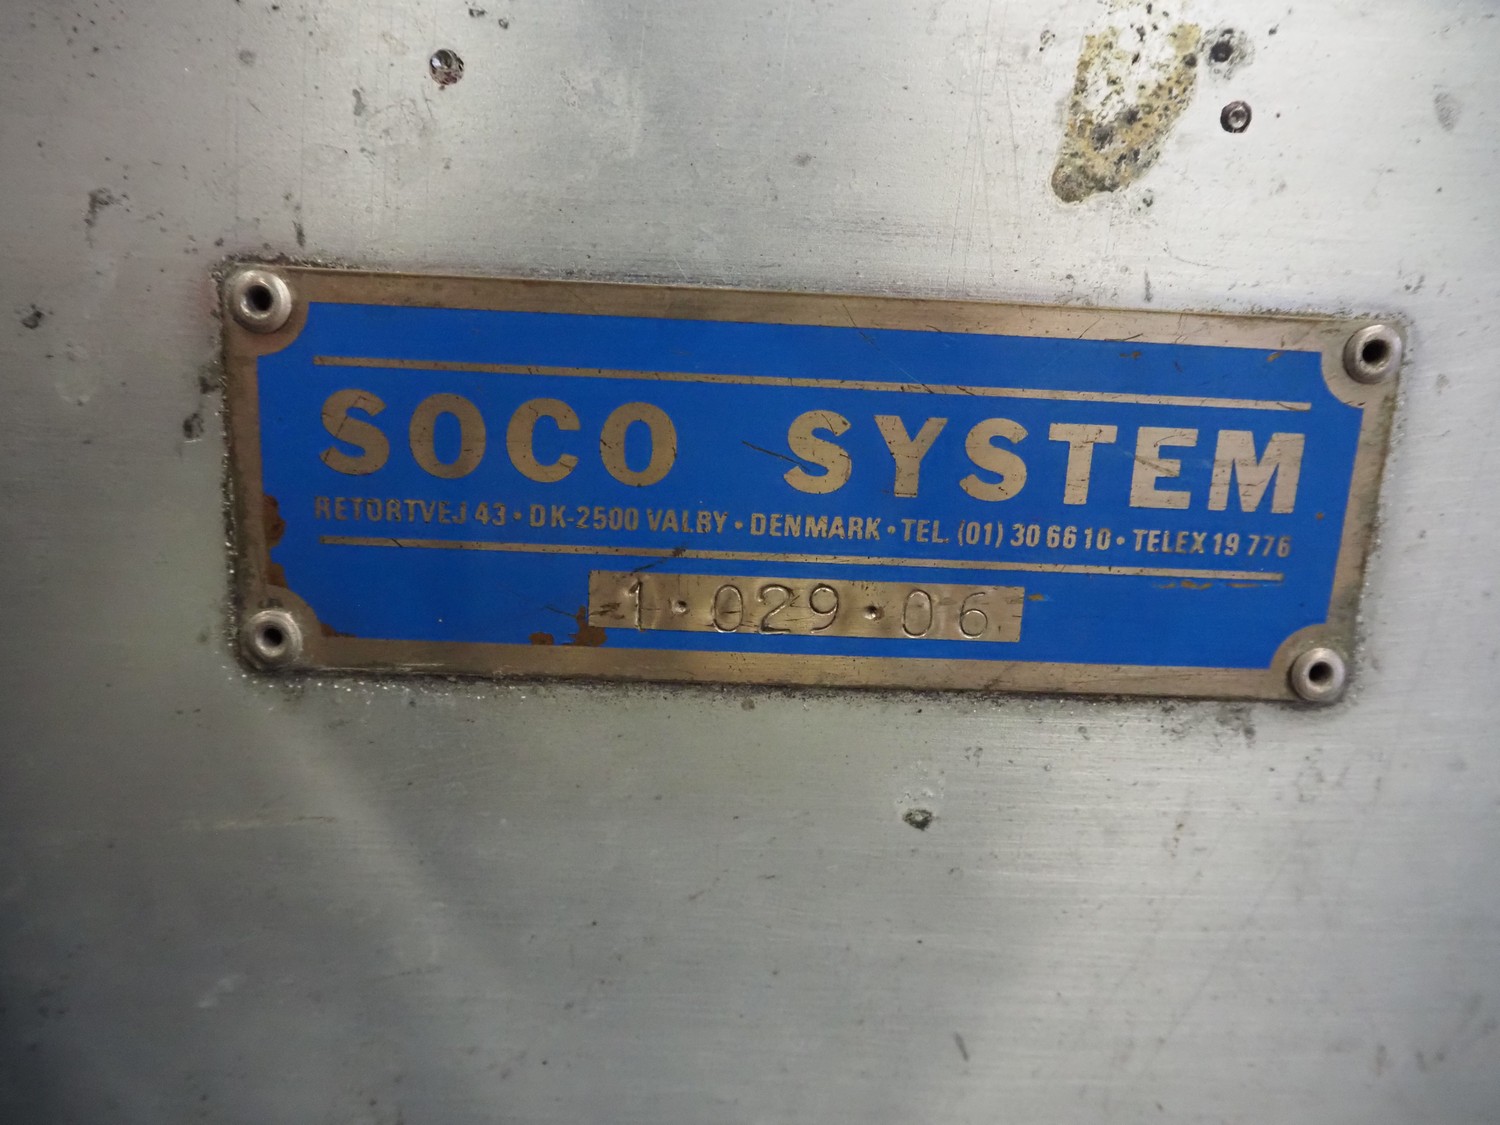 SOCO SYSTEM
RETORTVEJ 43 • DK-2500 VALBY • DENMARK • TEL. (01) 30 66 10 • TELEX 19 776
1 • 029 • 06